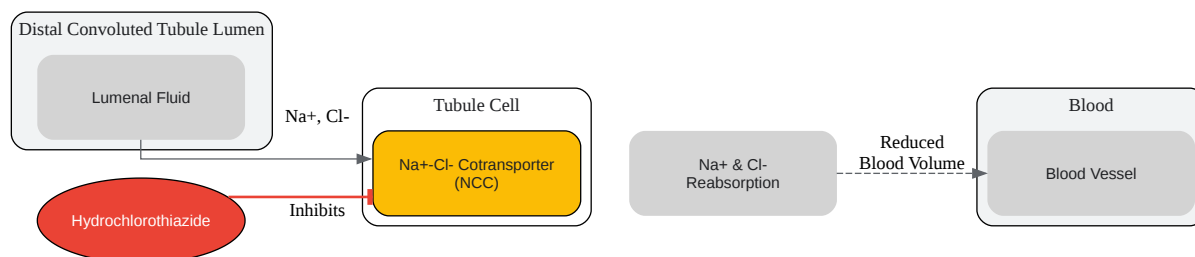 Distal Convoluted Tubule Lumen
Lumenal Fluid
Na+, Cl-
Tubule Cell
Na+-Cl- Cotransporter
(NCC)
Hydrochlorothiazide
Inhibits
Na+ & Cl-
Reabsorption
Reduced
Blood Volume
Blood
Blood Vessel